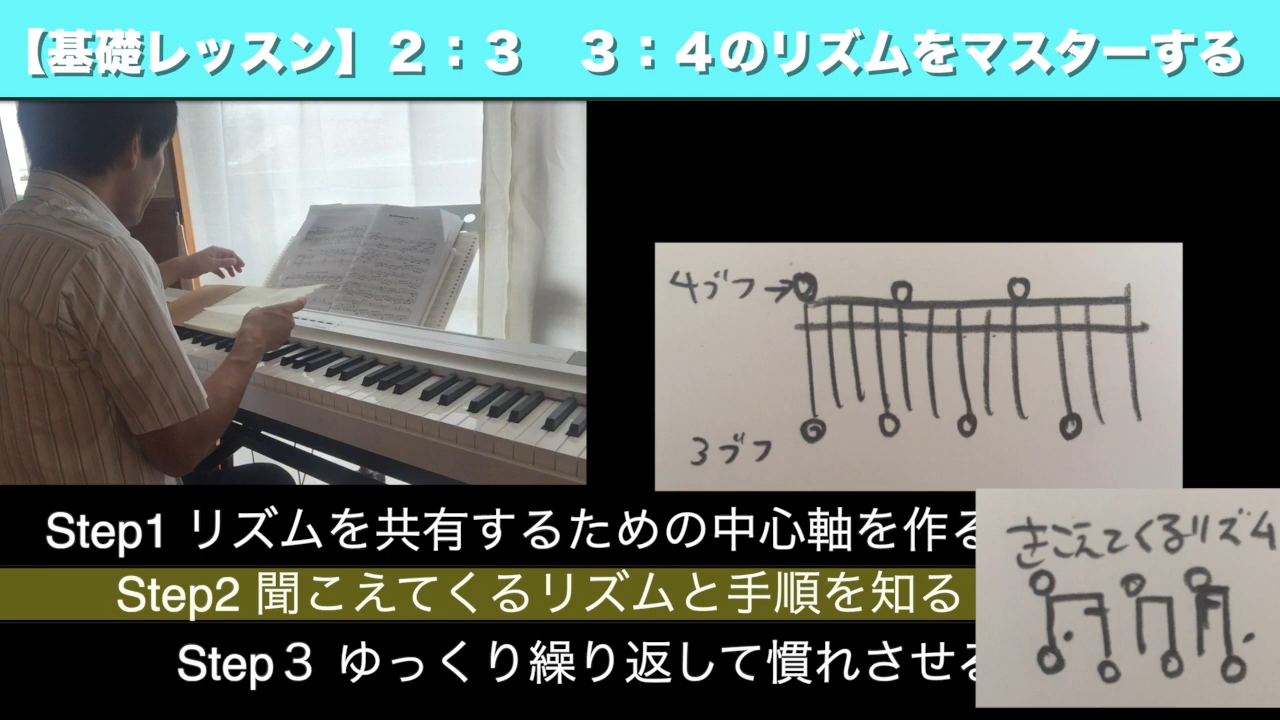 【基礎レッスン】２：３　３：４のリズムをマスターする
4づつ→
3づつ
Step1 リズムを共有するための中心軸を作る
Step2 聞こえてくるリズムと手順を知る
Step３ ゆっくり繰り返して慣れさせる
きこえてくるリズム